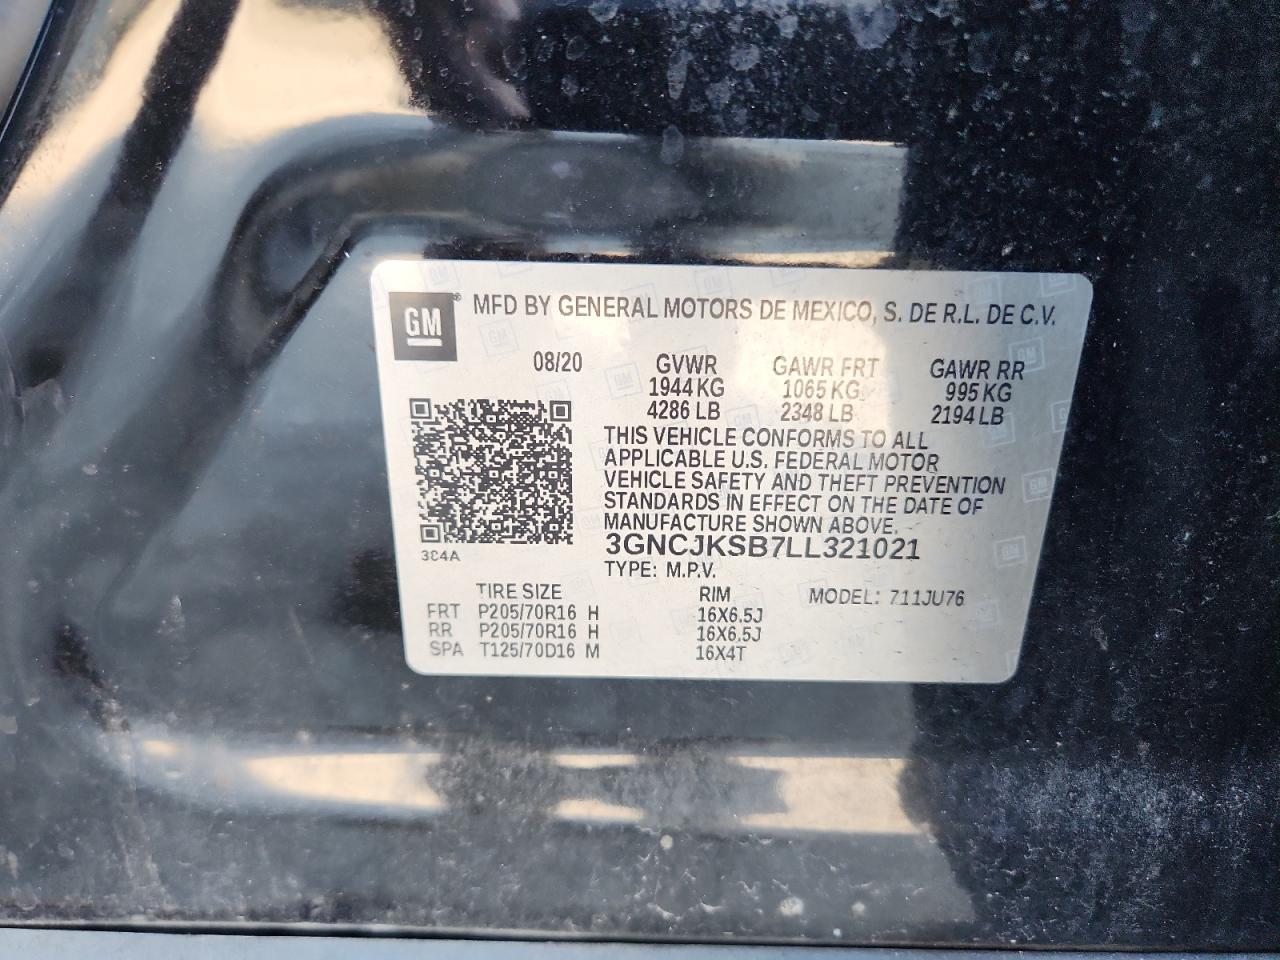 GM ® MFD BY GENERAL MOTORS DE MEXICO, S. DE R.L. DE C.V.
08/20 GVWR GAWR FRT GAWR RR
1944 KG 1065 KG 995 KG
4286 LB 2348 LB 2194 LB
THIS VEHICLE CONFORMS TO ALL
APPLICABLE U.S. FEDERAL MOTOR
VEHICLE SAFETY AND THEFT PREVENTION
STANDARDS IN EFFECT ON THE DATE OF
MANUFACTURE SHOWN ABOVE.
3GNCJKSB7LL321021
3C4A
TYPE: M.P.V.
TIRE SIZE RIM MODEL: 711JU76
FRT P205/70R16 H 16X6.5J
RR P205/70R16 H 16X6.5J
SPA T125/70D16 M 16X4T